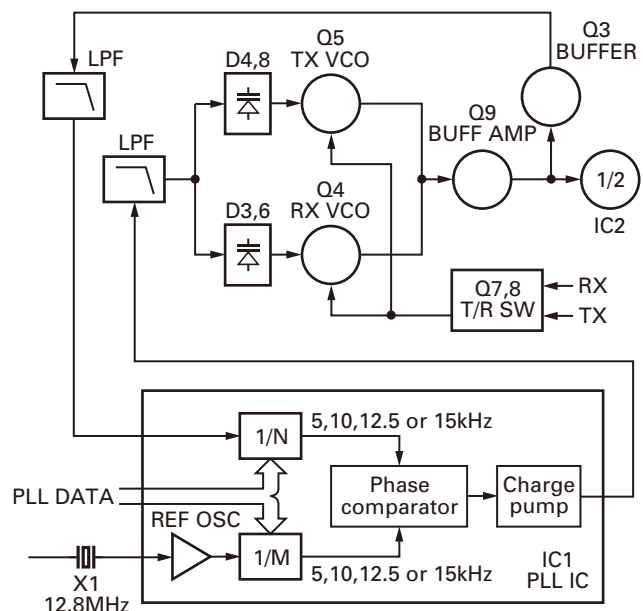 Q3
BUFFER
LPF
D4,8
Q5
TX VCO
LPF
Q9
BUFF AMP
1/2
IC2
D3,6
Q4
RX VCO
Q7,8
T/R SW
RX
TX
1/N
5,10,12.5 or 15kHz
PLL DATA
Phase
comparator
Charge
pump
REF OSC
1/M
5,10,12.5 or 15kHz
X1
12.8MHz
IC1
PLL IC